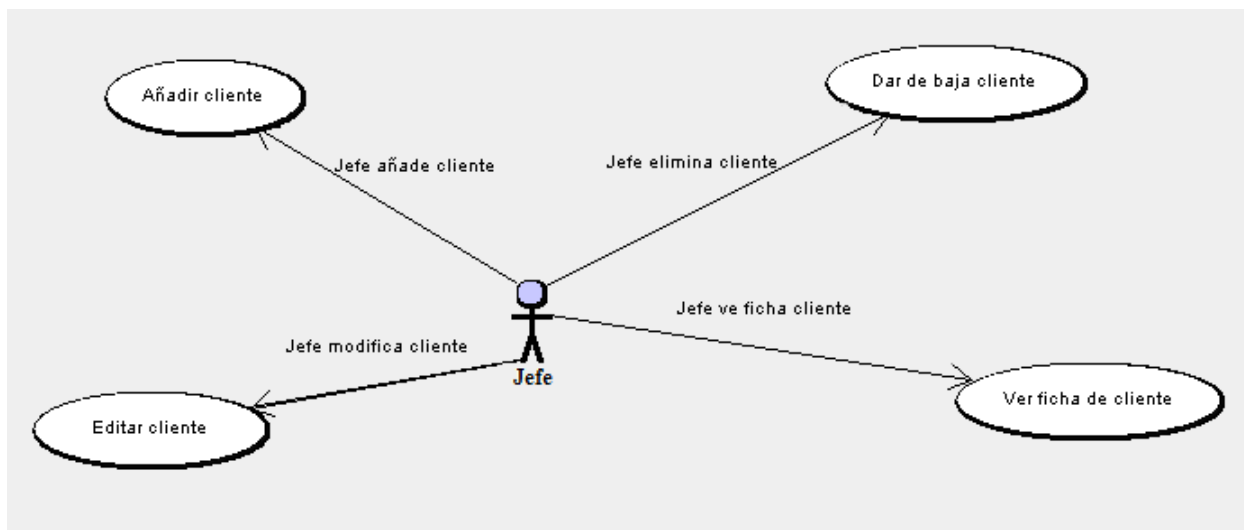 Añadir cliente
Dar de baja cliente
Jefe añade cliente
Jefe elimina cliente
Jefe ve ficha cliente
Jefe modifica cliente
Jefe
Ver ficha de cliente
Editar cliente